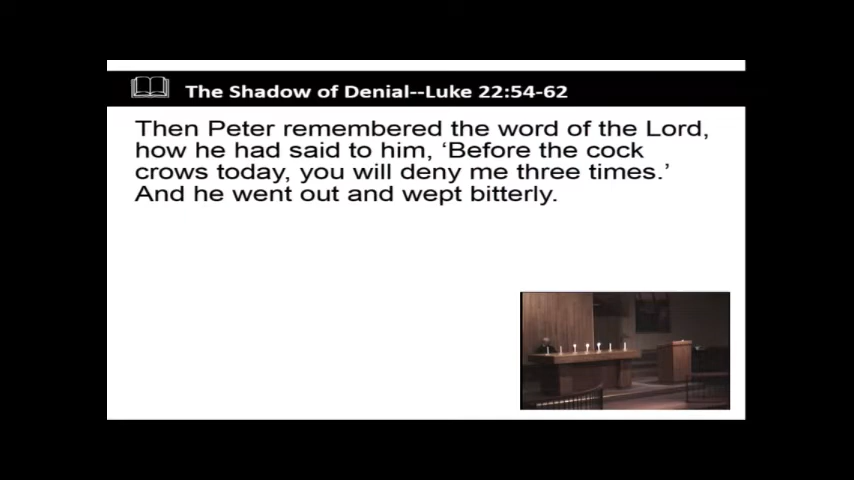 The Shadow of Denial--Luke 22:54-62
Then Peter remembered the word of the Lord,
how he had said to him, ‘Before the cock
crows today, you will deny me three times.’
And he went out and wept bitterly.